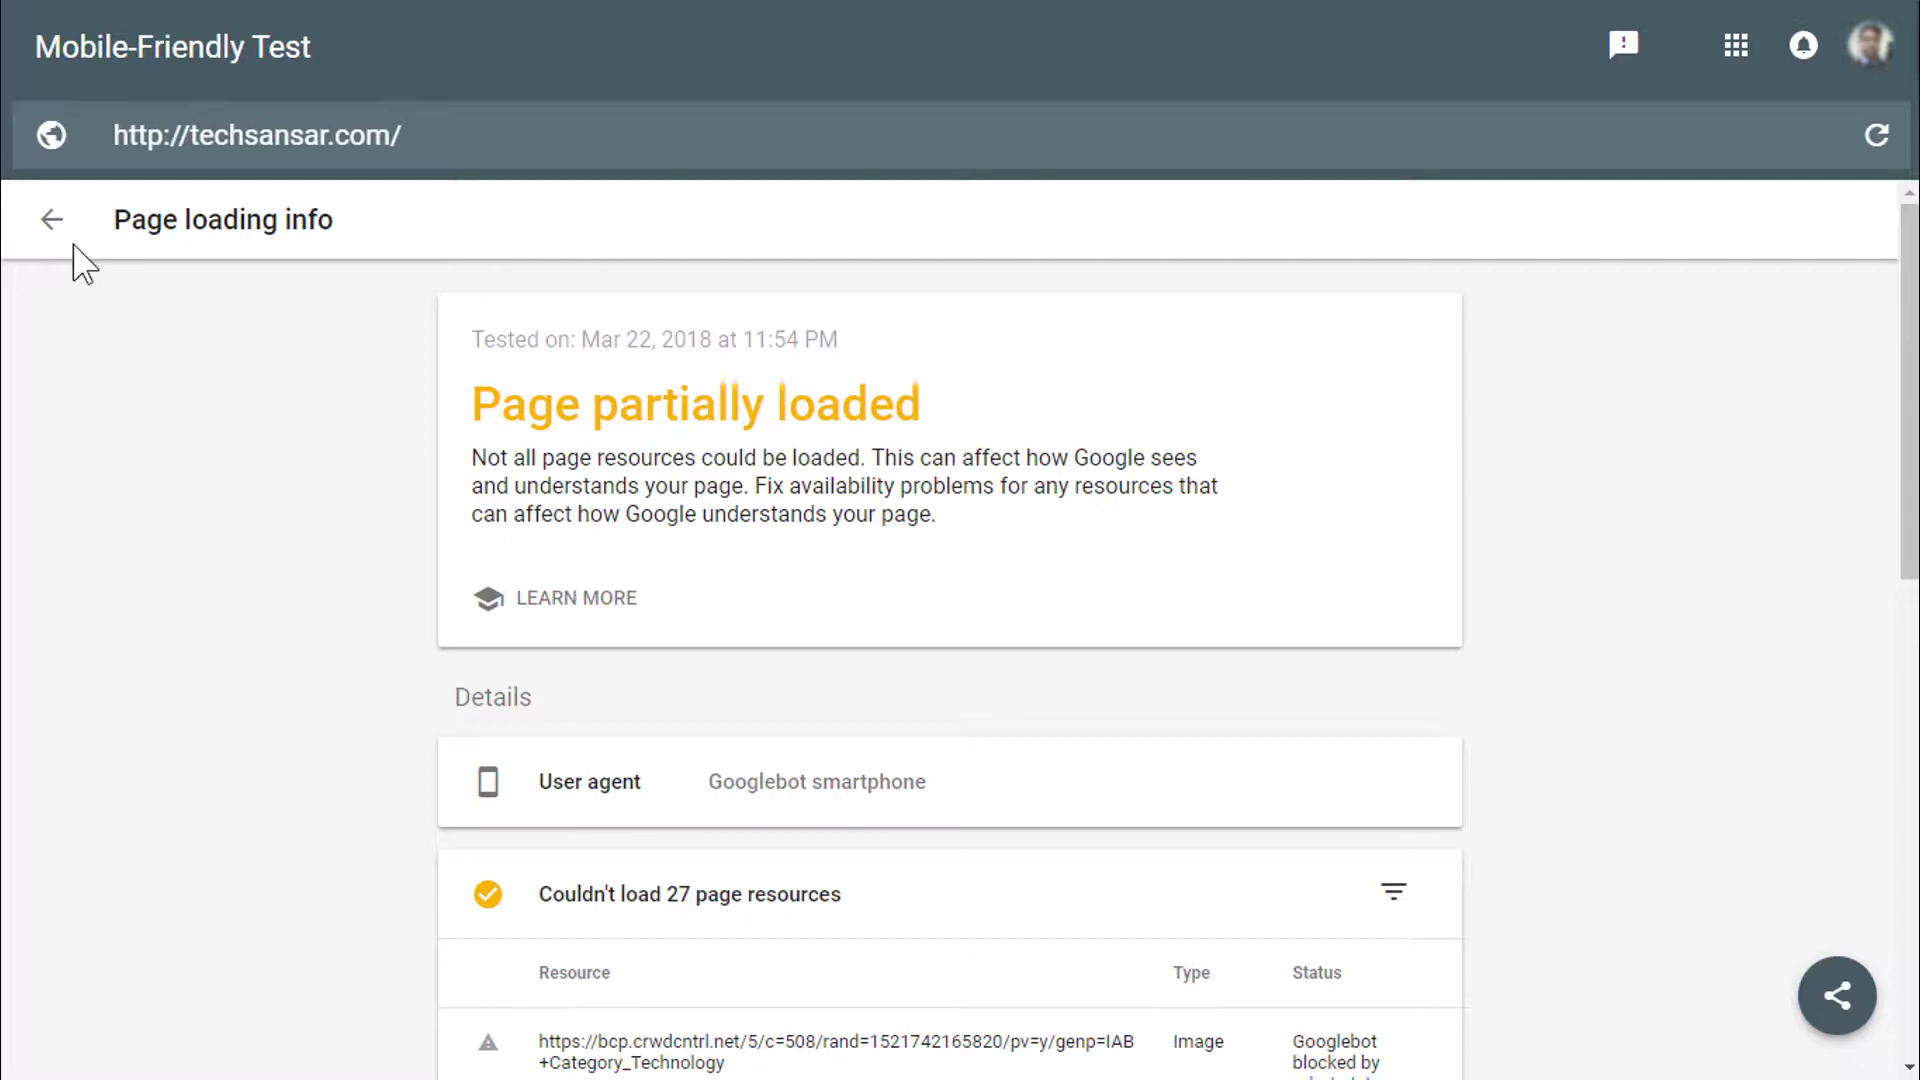 Mobile-Friendly Test
http://techsansar.com/
Page loading info
Tested on: Mar 22, 2018 at 11:54 PM
Page partially loaded
Not all page resources could be loaded. This can affect how Google sees
and understands your page. Fix availability problems for any resources that
can affect how Google understands your page.
LEARN MORE
Details
User agent Googlebot smartphone
Couldn't load 27 page resources
Resource Type Status
https://bcp.crwdcntrl.net/5/c=508/rand=1521742165820/pv=y/genp=IAB Image Googlebot
+Category_Technology blocked by